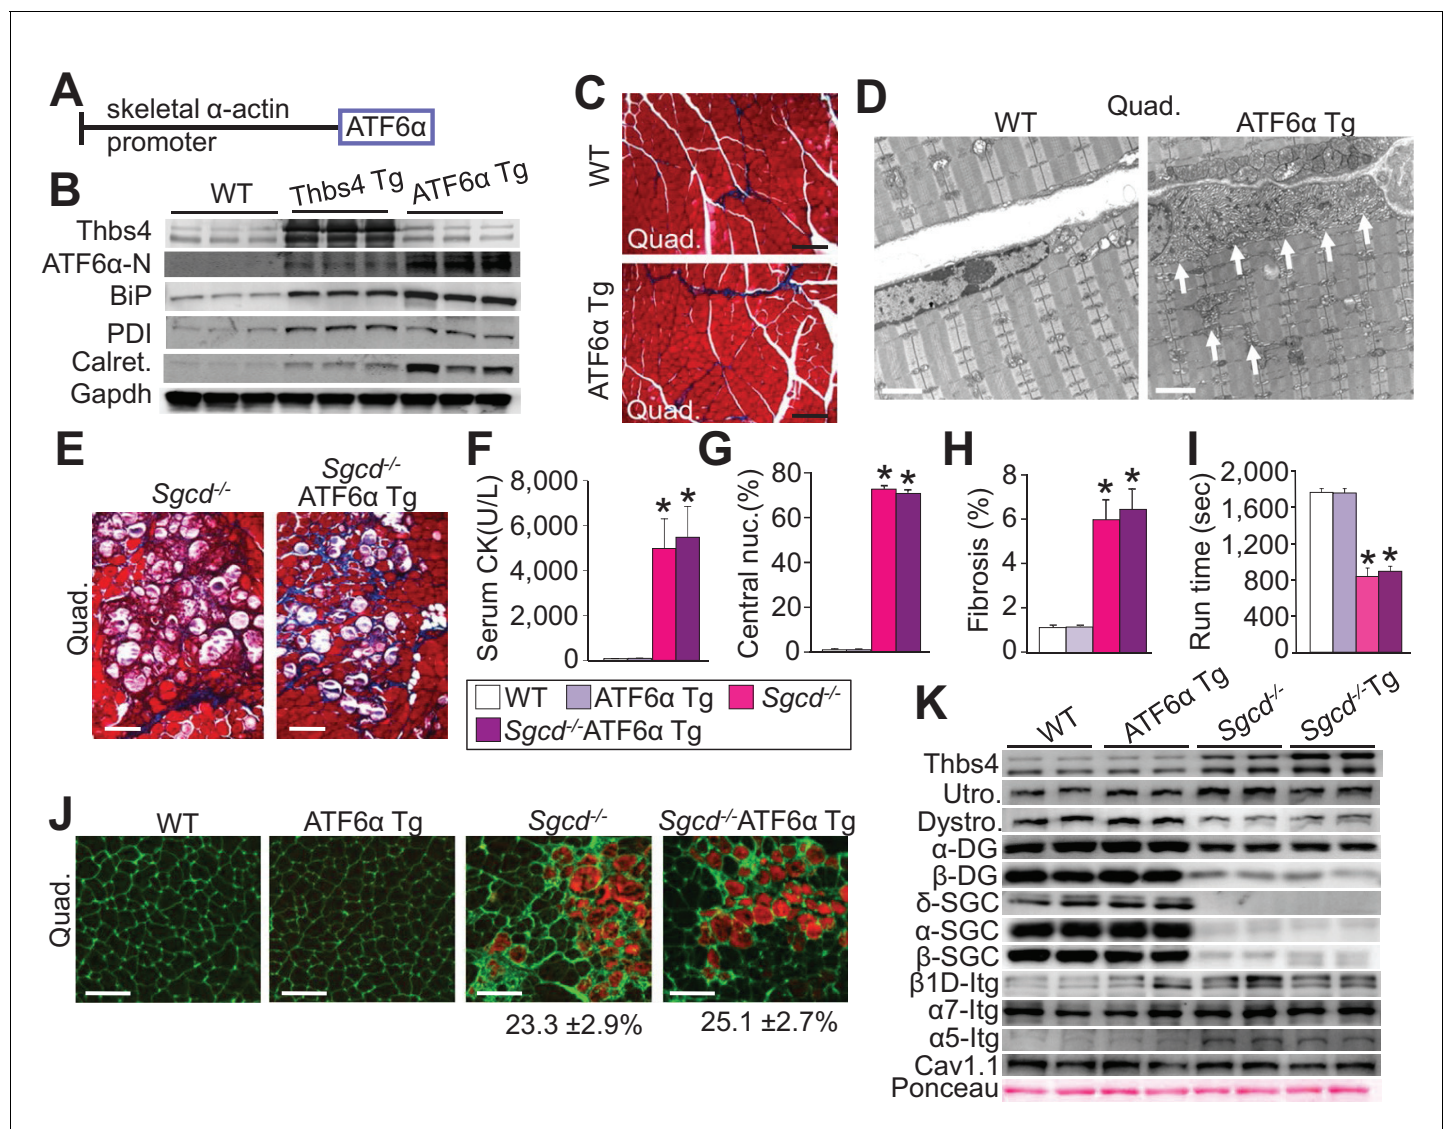 A
skeletal α-actin
promoter
ATF6α
B
WT
Thbs4 Tg
ATF6α Tg
Thbs4
ATF6α-N
BiP
PDI
Calret.
Gapdh
C
WT
Quad.
ATF6α Tg
Quad.
D
Quad.
WT
ATF6α Tg
E
Sgcd-/-
Sgcd-/-
ATF6α Tg
Quad.
F
Serum CK(U/L)
8,000
6,000
4,000
2,000
0
* *
G
Central nuc.(%)
80
60
40
20
0
* *
H
Fibrosis (%)
8
6
4
2
0
* *
I
Run time (sec)
2,000
1,600
1,200
800
400
0
* *
WT
ATF6α Tg
Sgcd-/-
Sgcd-/-ATF6α Tg
J
WT
ATF6α Tg
Sgcd-/-
Sgcd-/-ATF6α Tg
Quad.
23.3 ±2.9%
25.1 ±2.7%
K
WT
ATF6α Tg
Sgcd-/-
Sgcd-/-Tg
Thbs4
Utro.
Dystro.
α-DG
β-DG
δ-SGC
α-SGC
β-SGC
β1D-Itg
α7-Itg
α5-Itg
Cav1.1
Ponceau